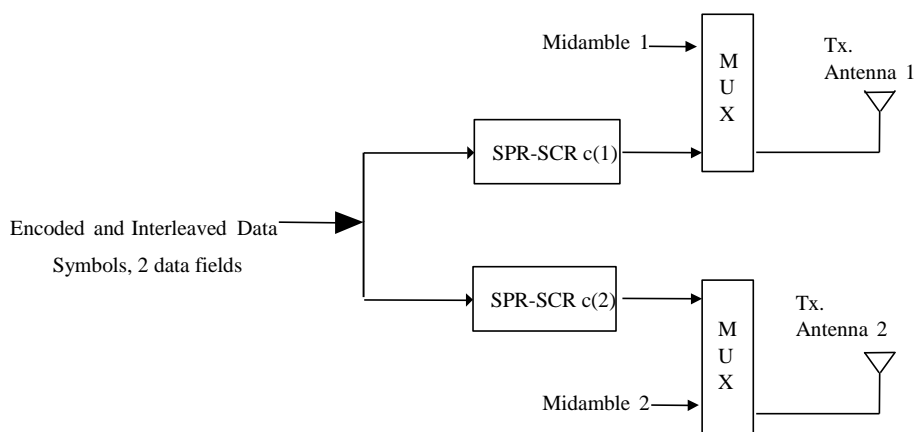 Midamble 1
M
U
X
Tx.
Antenna 1
SPR-SCR c(1)
Encoded and Interleaved Data
Symbols, 2 data fields
SPR-SCR c(2)
Tx.
Antenna 2
M
U
X
Midamble 2